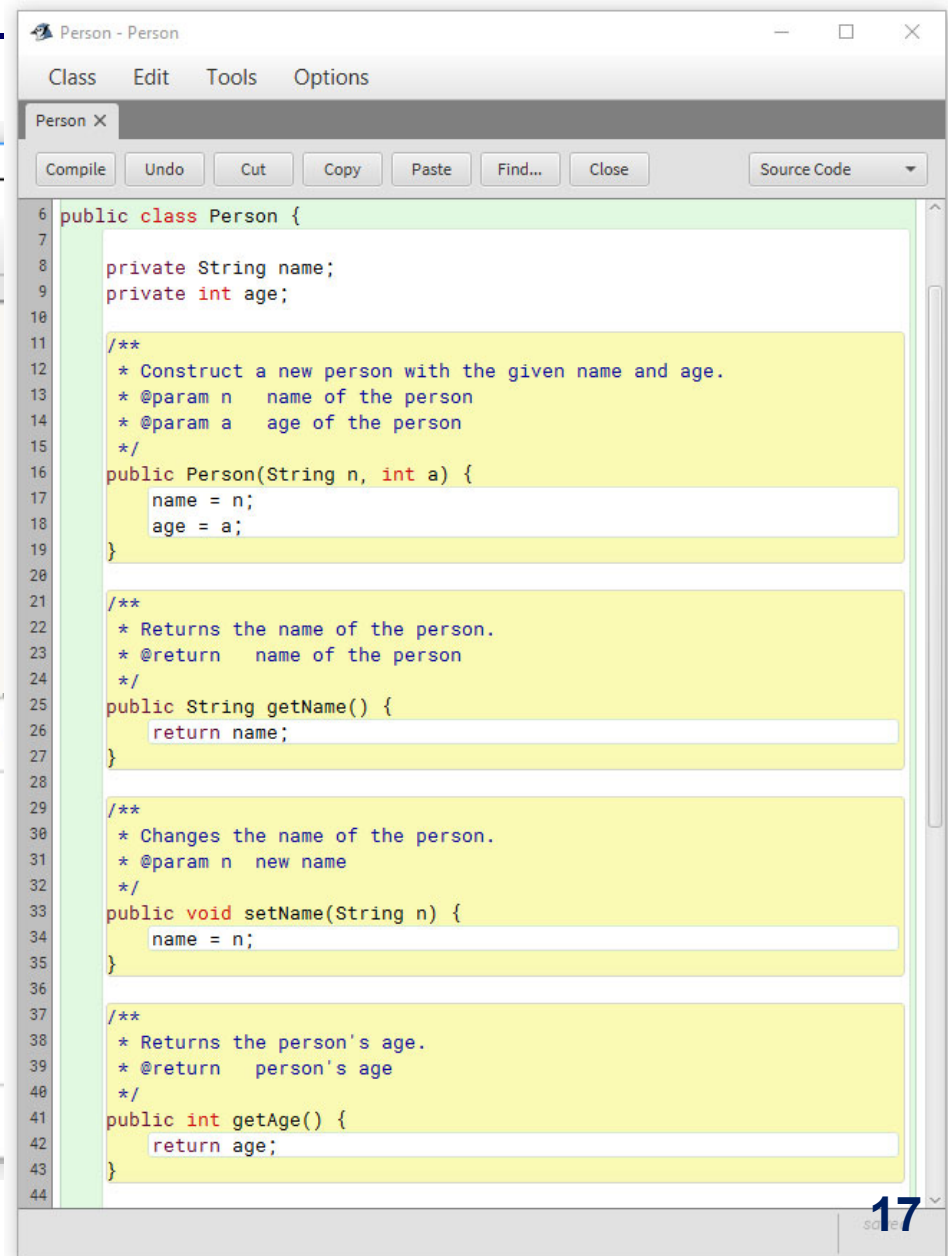 Person - Person
Class Edit Tools Options
Person X
Compile Undo Cut Copy Paste Find... Close Source Code
6 public class Person {
7
8     private String name;
9     private int age;
10
11     /**
12      * Construct a new person with the given name and age.
13      * @param n   name of the person
14      * @param a   age of the person
15      */
16     public Person(String n, int a) {
17         name = n;
18         age = a;
19     }
20
21     /**
22      * Returns the name of the person.
23      * @return   name of the person
24      */
25     public String getName() {
26         return name;
27     }
28
29     /**
30      * Changes the name of the person.
31      * @param n  new name
32      */
33     public void setName(String n) {
34         name = n;
35     }
36
37     /**
38      * Returns the person's age.
39      * @return   person's age
40      */
41     public int getAge() {
42         return age;
43     }
44
17